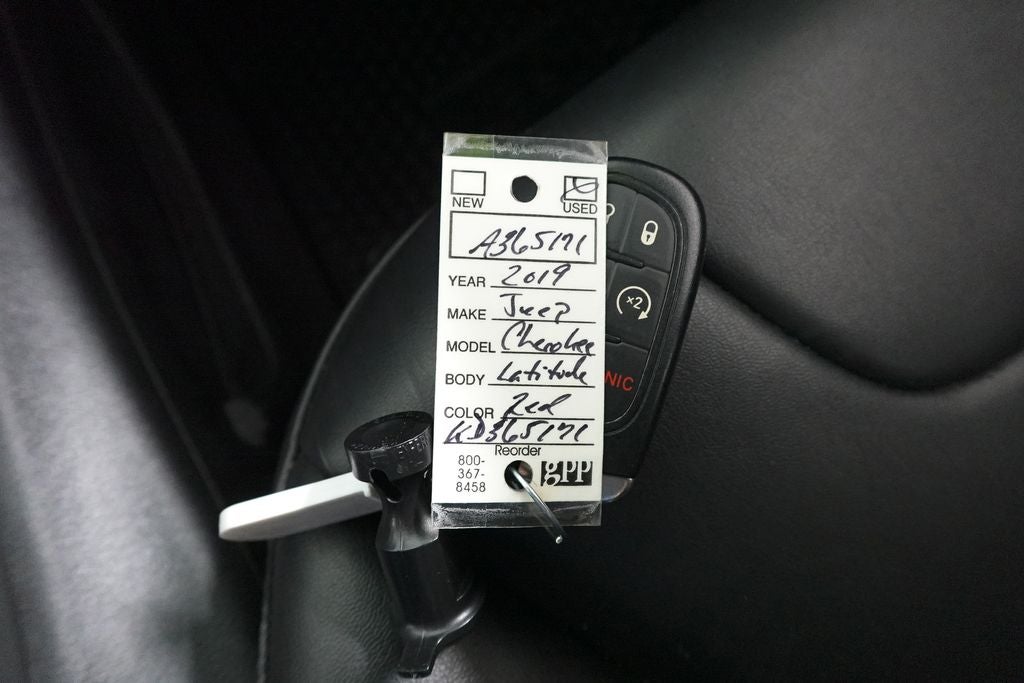 NEW USED
A365171
YEAR 2019
MAKE Jeep
MODEL Cherokee
BODY Latitude
COLOR Red
KD365171
Reorder
800-
367-
8458
gpp
×2
NIC